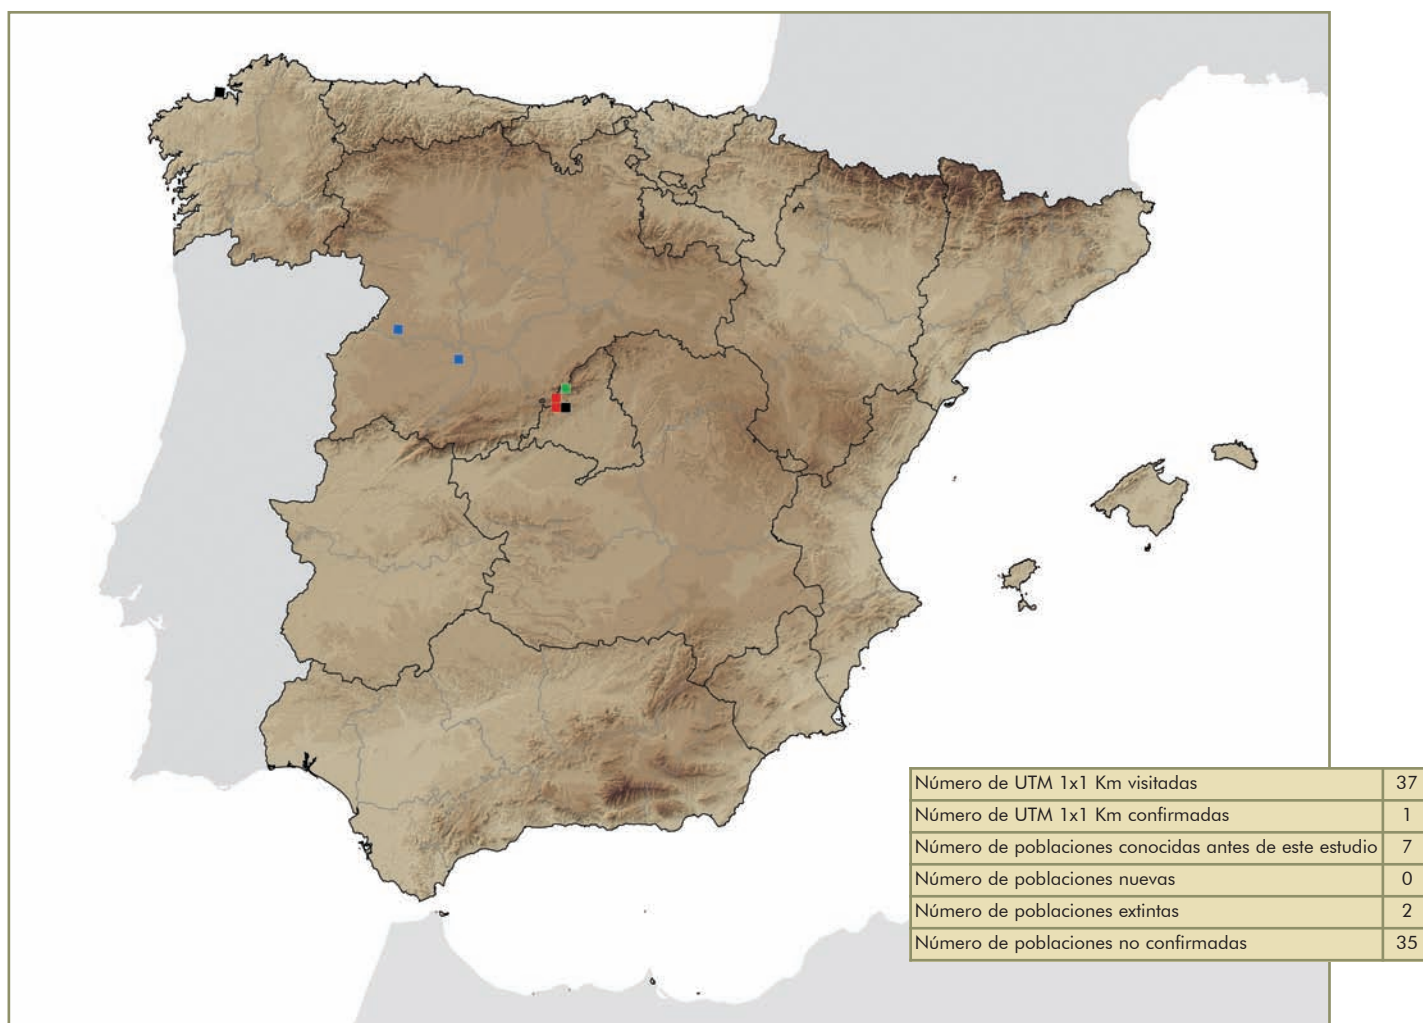 Número de UTM 1x1 Km visitadas 37
Número de UTM 1x1 Km confirmadas 1
Número de poblaciones conocidas antes de este estudio 7
Número de poblaciones nuevas 0
Número de poblaciones extintas 2
Número de poblaciones no confirmadas 35